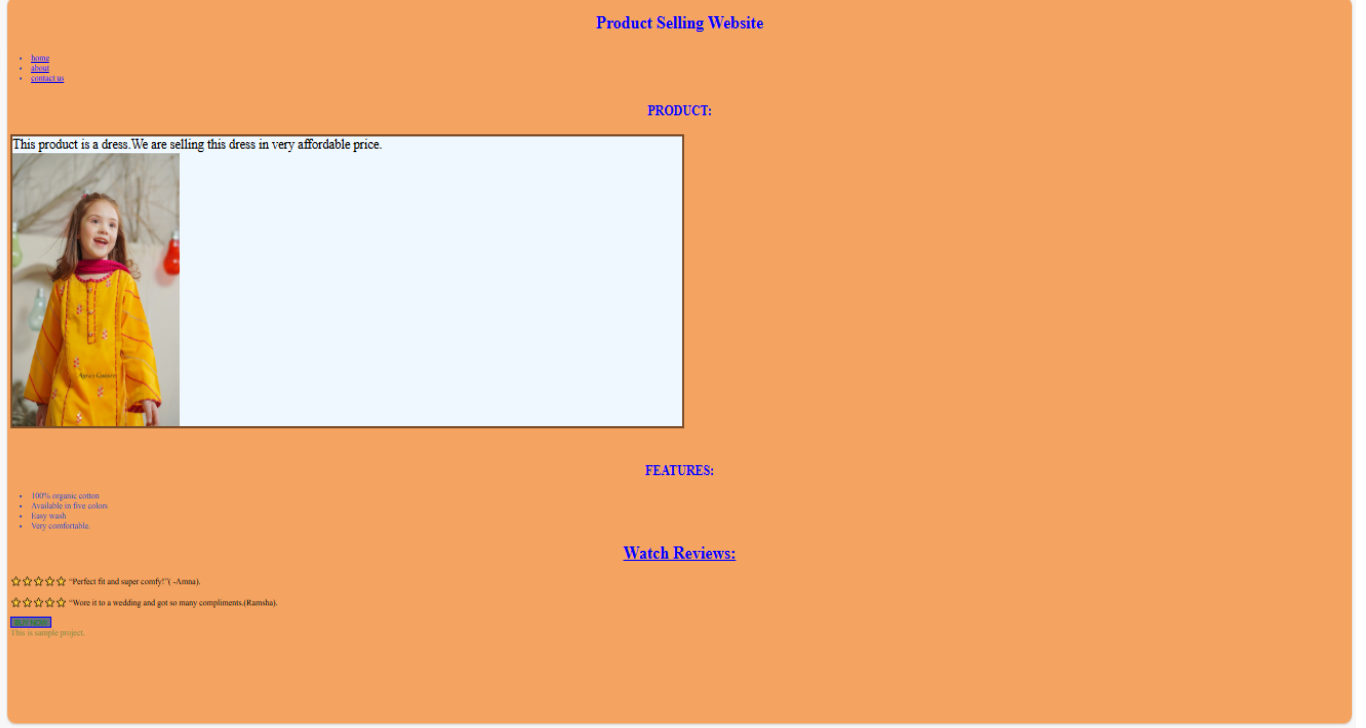 Product Selling Website
home
about
contact us
PRODUCT:
This product is a dress.We are selling this dress in very affordable price.
FEATURES:
100% organic cotton
Available in five colors
Easy wash
Very comfortable.
Watch Reviews:
“Perfect fit and super comfy!”( -Amna).
“Wore it to a wedding and got so many compliments.(Ramsha).
BUY NOW
This is sample project.